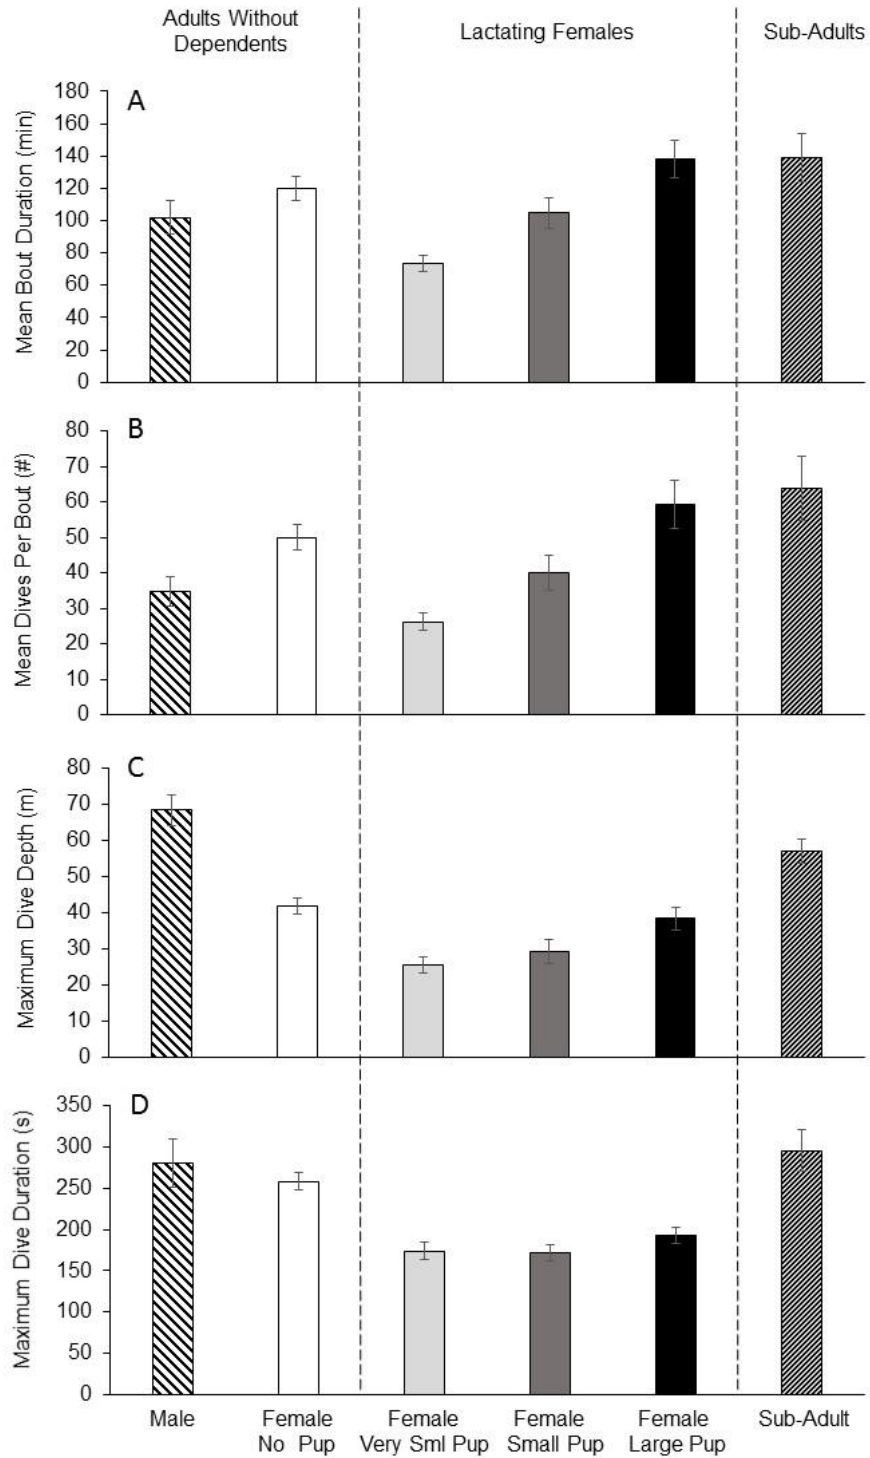 Adults Without
Dependents
Lactating Females
Sub-Adults
A
Mean Bout Duration (min)
180
160
140
120
100
80
60
40
20
0
B
Mean Dives Per Bout (#)
80
70
60
50
40
30
20
10
0
C
Maximum Dive Depth (m)
80
70
60
50
40
30
20
10
0
D
Maximum Dive Duration (s)
350
300
250
200
150
100
50
0
Male
Female
No Pup
Female
Very Sml Pup
Female
Small Pup
Female
Large Pup
Sub-Adult